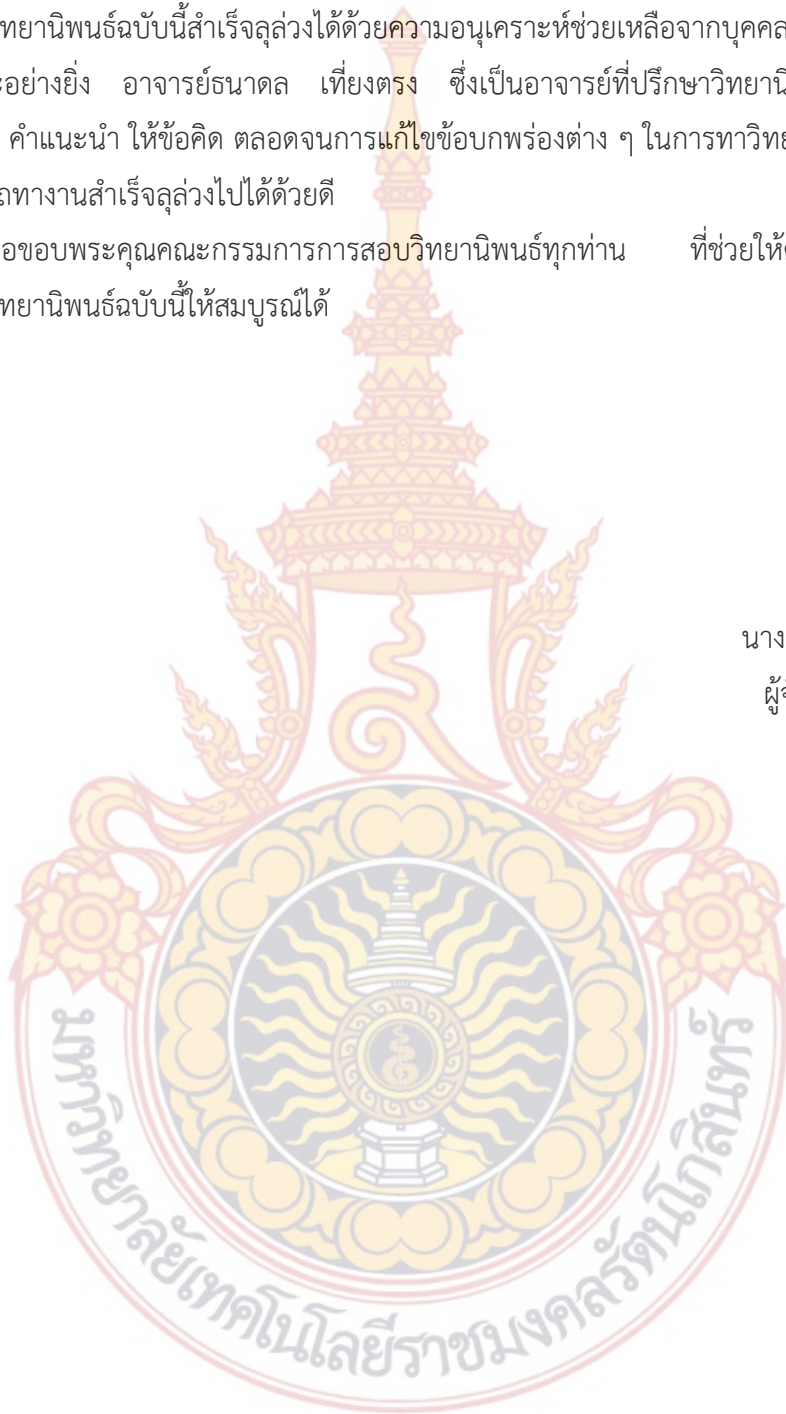 ทยานิพนธ์ฉบับนี้สำเร็จลุล่วงได้ด้วยความอนุเคราะห์ช่วยเหลือจากบุคคล
ะอย่างยิ่ง อาจารย์ธนาดล เที่ยงตรง ซึ่งเป็นอาจารย์ที่ปรึกษาวิทยานิ
คำแนะนำ ให้ข้อคิด ตลอดจนการแก้ไขข้อบกพร่องต่าง ๆ ในการทาวิทย
ถทางานสำเร็จลุล่วงไปได้ด้วยดี
อขอบพระคุณคณะกรรมการการสอบวิทยานิพนธ์ทุกท่าน ที่ช่วยให้
ทยานิพนธ์ฉบับนี้ให้สมบูรณ์ได้
นาง
ผู้จ
มหาวิทยาลัยเทคโนโลยีราชมงคลรัตนโกสินทร์